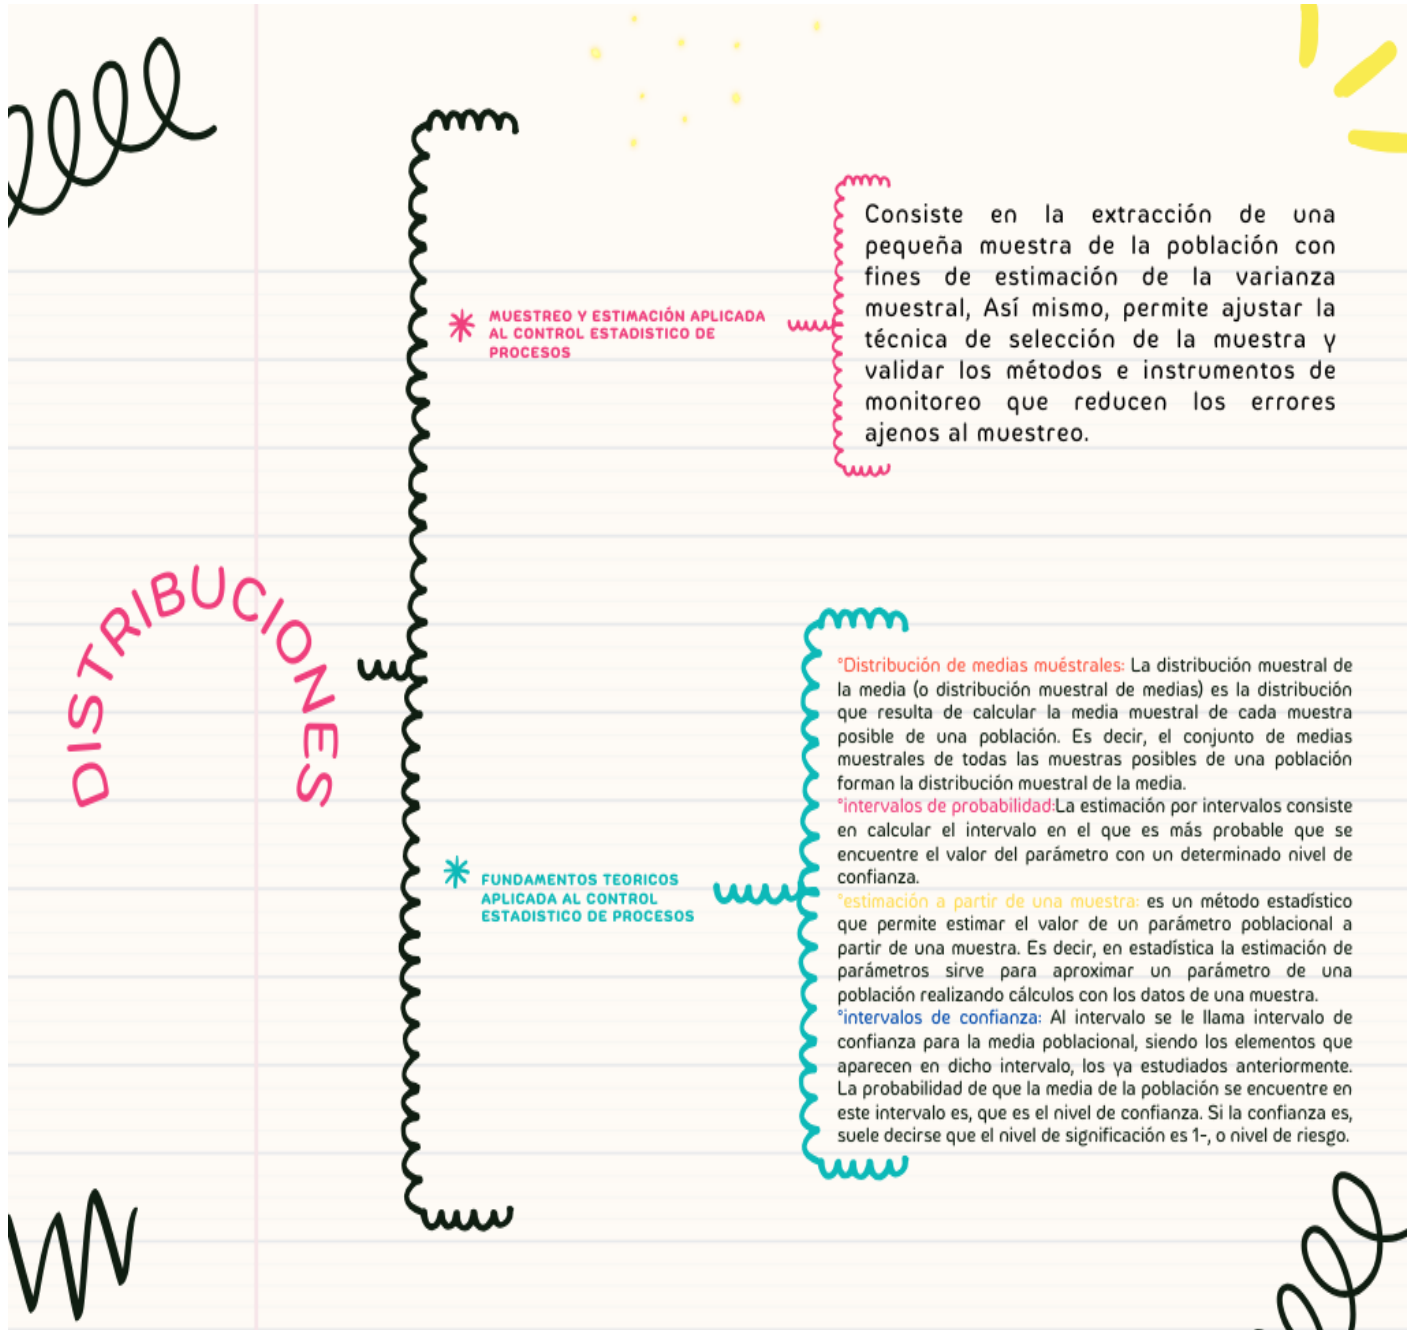 DISTRIBUCIONES
MUESTREO Y ESTIMACIÓN APLICADA
AL CONTROL ESTADISTICO DE
PROCESOS
Consiste en la extracción de una
pequeña muestra de la población con
fines de estimación de la varianza
muestral, Así mismo, permite ajustar la
técnica de selección de la muestra y
validar los métodos e instrumentos de
monitoreo que reducen los errores
ajenos al muestreo.
FUNDAMENTOS TEORICOS
APLICADA AL CONTROL
ESTADISTICO DE PROCESOS
°Distribución de medias muéstrales: La distribución muestral de
la media (o distribución muestral de medias) es la distribución
que resulta de calcular la media muestral de cada muestra
posible de una población. Es decir, el conjunto de medias
muestrales de todas las muestras posibles de una población
forman la distribución muestral de la media.
°intervalos de probabilidad:La estimación por intervalos consiste
en calcular el intervalo en el que es más probable que se
encuentre el valor del parámetro con un determinado nivel de
confianza.
°estimación a partir de una muestra: es un método estadístico
que permite estimar el valor de un parámetro poblacional a
partir de una muestra. Es decir, en estadística la estimación de
parámetros sirve para aproximar un parámetro de una
población realizando cálculos con los datos de una muestra.
°intervalos de confianza: Al intervalo se le llama intervalo de
confianza para la media poblacional, siendo los elementos que
aparecen en dicho intervalo, los ya estudiados anteriormente.
La probabilidad de que la media de la población se encuentre en
este intervalo es, que es el nivel de confianza. Si la confianza es,
suele decirse que el nivel de significación es 1-, o nivel de riesgo.